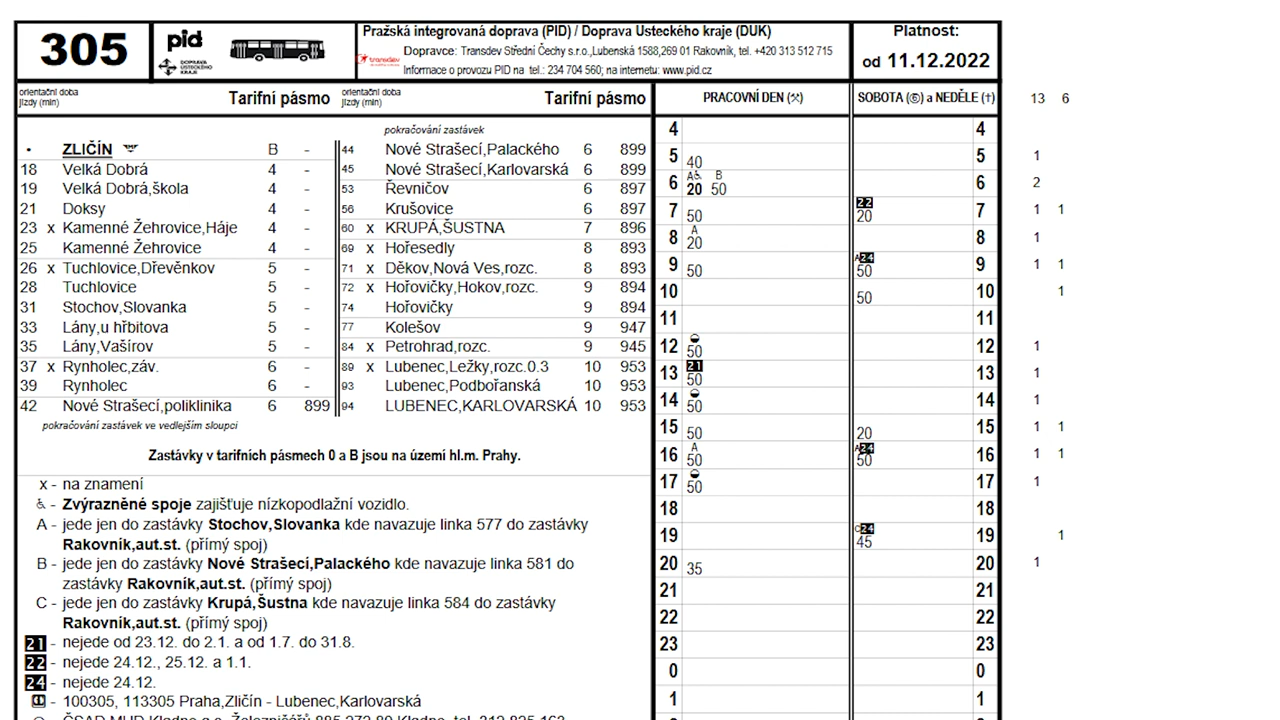 305
pid
DOPRAVA
ÚSTECKÉHO
KRAJE
Pražská integrovaná doprava (PID) / Doprava Usteckého kraje (DUK)
transdev
Dopravce: Transdev Střední Čechy s.r.o.,Lubenská 1588,269 01 Rakovník, tel. +420 313 512 715
Informace o provozu PID na tel.: 234 704 560; na internetu: www.pid.cz
Platnost:
od 11.12.2022
orientační doba
jízdy (min)
Tarifní pásmo
orientační doba
jízdy (min)
Tarifní pásmo
PRACOVNÍ DEN (⚒)
SOBOTA (⑥) a NEDĚLE (†)
13 6
• ZLIČÍN B -
18 Velká Dobrá 4 -
19 Velká Dobrá,škola 4 -
21 Doksy 4 -
23 x Kamenné Žehrovice,Háje 4 -
25 Kamenné Žehrovice 4 -
26 x Tuchlovice,Dřevěnkov 5 -
28 Tuchlovice 5 -
31 Stochov,Slovanka 5 -
33 Lány,u hřbitova 5 -
35 Lány,Vašírov 5 -
37 x Rynholec,záv. 6 -
39 Rynholec 6 -
42 Nové Strašecí,poliklinika 6 899
pokračování zastávek ve vedlejším sloupci
pokračování zastávek
44 Nové Strašecí,Palackého 6 899
45 Nové Strašecí,Karlovarská 6 899
53 Řevničov 6 897
56 Krušovice 6 897
60 x KRUPÁ,ŠUSTNA 7 896
69 x Hořesedly 8 893
71 x Děkov,Nová Ves,rozc. 8 893
72 x Hořovičky,Hokov,rozc. 9 894
74 Hořovičky 9 894
77 Kolešov 9 947
84 x Petrohrad,rozc. 9 945
89 x Lubenec,Ležky,rozc.0.3 10 953
93 Lubenec,Podbořanská 10 953
94 LUBENEC,KARLOVARSKÁ 10 953
Zastávky v tarifních pásmech 0 a B jsou na území hl.m. Prahy.
x - na znamení
♿ - Zvýrazněné spoje zajišťuje nízkopodlažní vozidlo.
A - jede jen do zastávky Stochov,Slovanka kde navazuje linka 577 do zastávky
Rakovník,aut.st. (přímý spoj)
B - jede jen do zastávky Nové Strašecí,Palackého kde navazuje linka 581 do
zastávky Rakovník,aut.st. (přímý spoj)
C - jede jen do zastávky Krupá,Šustna kde navazuje linka 584 do zastávky
Rakovník,aut.st. (přímý spoj)
21 - nejede od 23.12. do 2.1. a od 1.7. do 31.8.
22 - nejede 24.12., 25.12. a 1.1.
24 - nejede 24.12.
- 100305, 113305 Praha,Zličín - Lubenec,Karlovarská
4 4
5 40 5 1
A♿ B
6 20 50 6 2
22
7 50 20 7 1 1
A
8 20 8 1
A24
9 50 50 9 1 1
10 50 10 1
11 11
12 50 12 1
21
13 50 13 1
14 50 14 1
15 50 20 15 1 1
A A24
16 50 50 16 1 1
17 50 17 1
18 18
C24
19 45 19 1
20 35 20 1
21 21
22 22
23 23
0 0
1 1